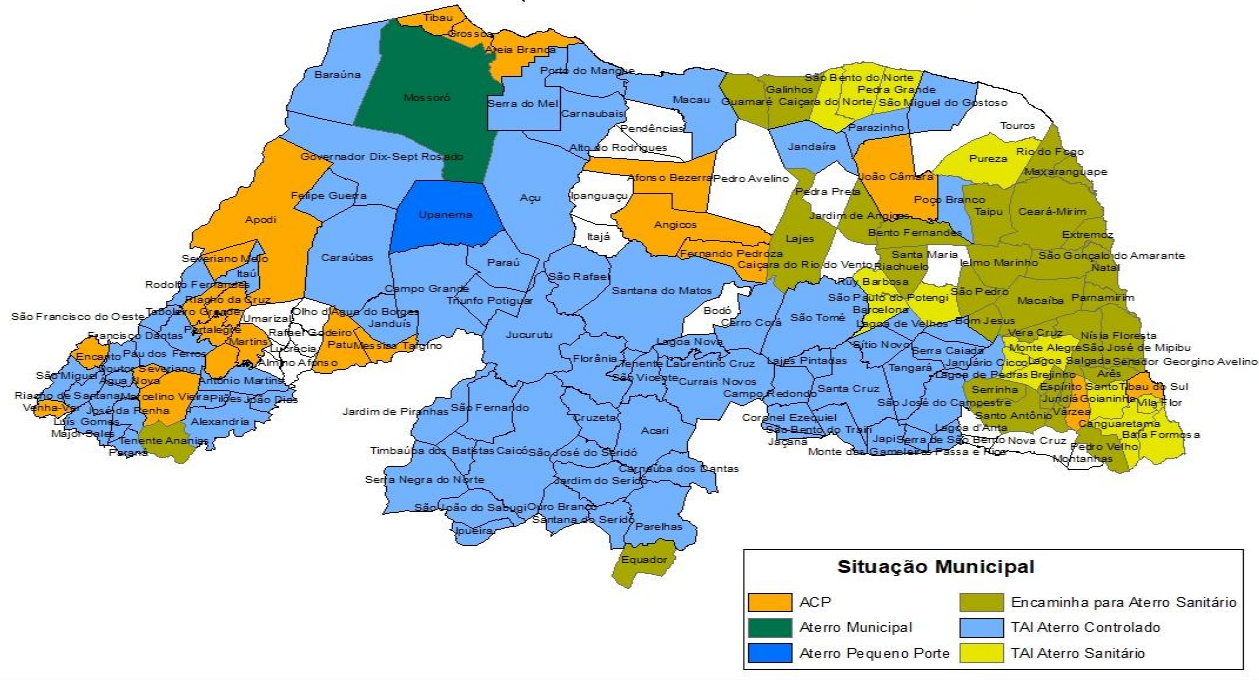 Tibau
Grossos
Areia Branca
Baraúna
Porto do Mangue
Mossoró
Serra do Mel
Carnaubais
Macau
Guamaré
Galinhos
Caiçara do Norte
São Bento do Norte
Pedra Grande
São Miguel do Gostoso
Touros
Parazinho
Pendências
Alto do Rodrigues
Jandaíra
Pureza
Rio do Fogo
Maxaranguape
Governador Dix-Sept Rosado
Felipe Guerra
Apodi
Upanema
Açu
Ipanguaçu
Afonso Bezerra
Pedro Avelino
Pedra Preta
João Câmara
Poço Branco
Jardim de Angicos
Taipu
Ceará-Mirim
Bento Fernandes
Extremoz
Itajá
Angicos
Lajes
Fernando Pedroza
Caiçara do Rio do Vento
Santa Maria
Riachuelo
Ielmo Marinho
São Gonçalo do Amarante
Natal
Severiano Melo
Itaú
Rodolfo Fernandes
Caraúbas
Paraú
Campo Grande
Triunfo Potiguar
São Rafael
Santana do Matos
Ruy Barbosa
São Paulo do Potengi
São Pedro
Barcelona
Lagoa de Velhos
Bom Jesus
Macaíba
Parnamirim
Riacho da Cruz
Taboleiro Grande
São Francisco do Oeste
Olho d'Água do Borges
Umarizal
Janduís
Rafael Godeiro
Patu
Messias Targino
Jucurutu
Bodó
Cerro Corá
São Tomé
Lagoa Nova
Francisco Dantas
Portalegre
Martins
Lucrécia
Almino Afonso
Encanto
Pau dos Ferros
Doutor Severiano
São Miguel
Água Nova
Antônio Martins
Riacho de Santana
Marcelino Vieira
Pilões
João Dias
Venha-Ver
José da Penha
Luís Gomes
Alexandria
Major Sales
Tenente Ananias
Paraná
Florânia
Tenente Laurentino Cruz
São Vicente
Currais Novos
Lajes Pintadas
Campo Redondo
Santa Cruz
Sítio Novo
Serra Caiada
Tangará
Januário Cicco
Vera Cruz
Nísia Floresta
Monte Alegre
São José de Mipibu
Lagoa Salgada
Senador Georgino Avelino
Lagoa de Pedras
Brejinho
Arês
Serrinha
Espírito Santo
Tibau do Sul
Jundiá
Goianinha
Vila Flor
Várzea
Santo Antônio
Canguaretama
São José do Campestre
Baía Formosa
Lagoa d'Anta
Pedro Velho
Nova Cruz
Montanhas
Passa e Fica
Serra de São Bento
Monte das Gameleiras
Japi
São Bento do Trairi
Coronel Ezequiel
Jaçanã
Jardim de Piranhas
São Fernando
Cruzeta
Acari
Timbaúba dos Batistas
Caicó
São José do Seridó
Carnaúba dos Dantas
Serra Negra do Norte
Jardim do Seridó
São João do Sabugi
Ouro Branco
Santana do Seridó
Ipueira
Parelhas
Equador
Situação Municipal
ACP
Aterro Municipal
Aterro Pequeno Porte
Encaminha para Aterro Sanitário
TAI Aterro Controlado
TAI Aterro Sanitário